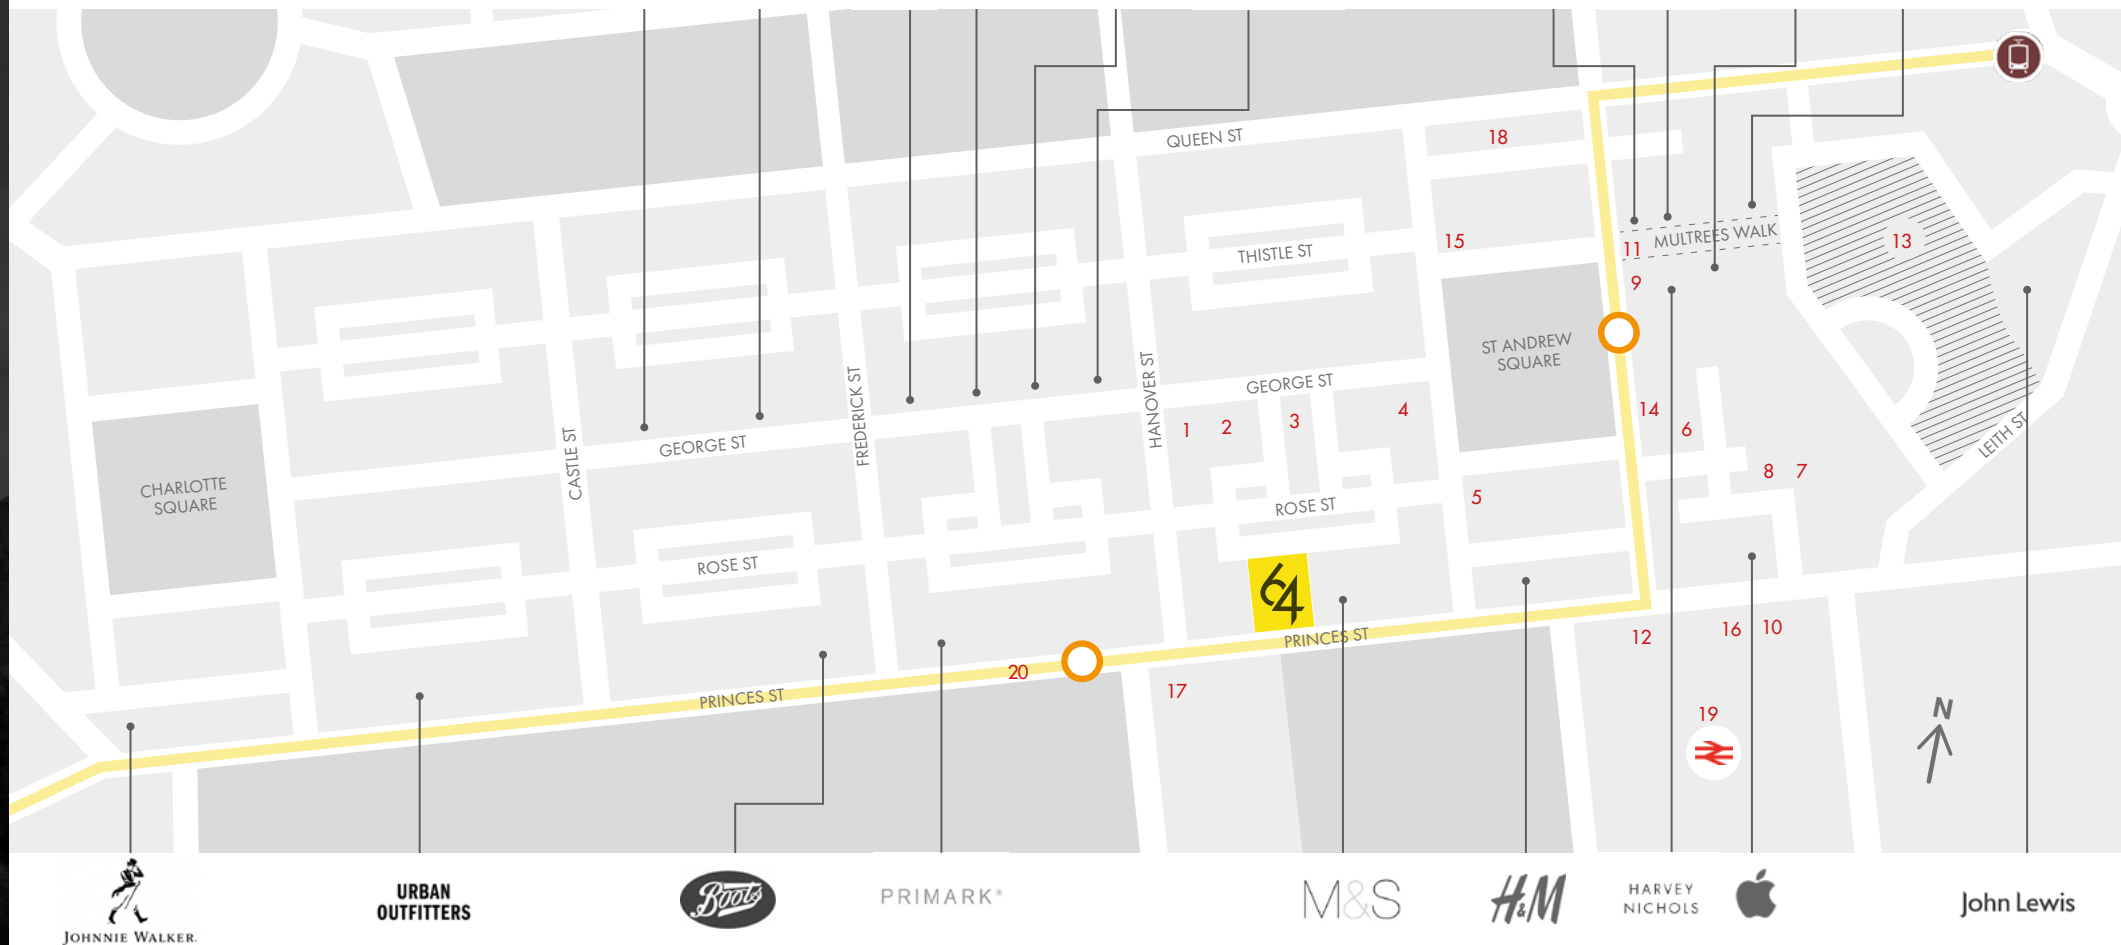 QUEEN ST
18
THISTLE ST
15
11
MULTREES WALK
13
9
ST ANDREW
SQUARE
GEORGE ST
HANOVER ST
FREDERICK ST
CASTLE ST
GEORGE ST
1
2
3
4
14
6
LEITH ST
CHARLOTTE
SQUARE
8
7
5
ROSE ST
ROSE ST
64
PRINCES ST
12
16
10
20
17
PRINCES ST
19
N
JOHNNIE WALKER.
URBAN
OUTFITTERS
Boots
PRIMARK®
M&S
H&M
HARVEY
NICHOLS
John Lewis